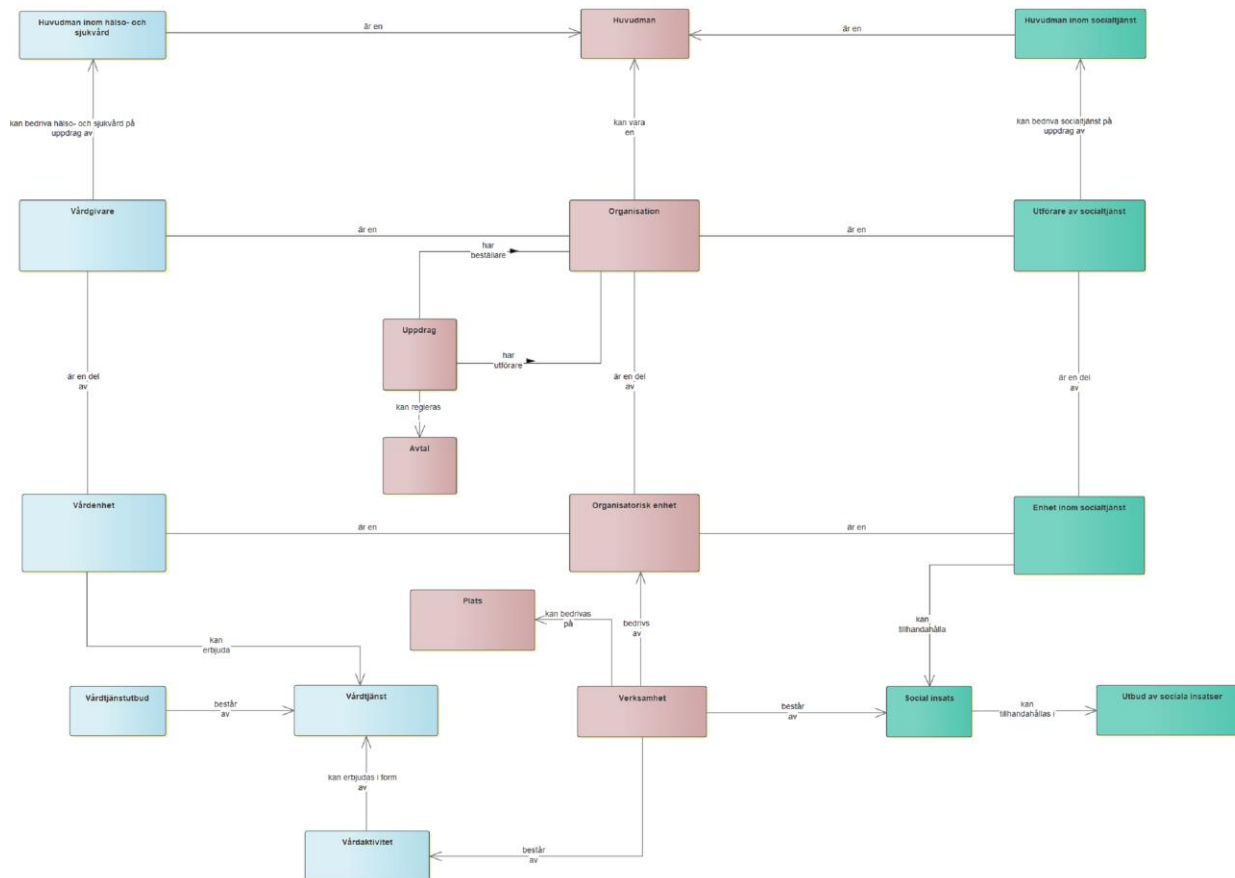 Huvudman inom hälso- och
sjukvård
är en
Huvudman
är en
Huvudman inom socialtjänst
kan bedriva hälso- och sjukvård på
uppdrag av
kan vara
en
kan bedriva socialtjänst på
uppdrag av
Vårdgivare
är en
Organisation
är en
Utförare av socialtjänst
har
beställare
Uppdrag
har
utförare
är en del
av
är en del
av
är en del
av
kan regleras
i
Avtal
Vårdenhet
är en
Organisatorisk enhet
är en
Enhet inom socialtjänst
Plats
kan bedrivas
på
bedrivs
av
kan
tillhandahålla
kan
erbjuda
Vårdtjänstutbud
består
av
Vårdtjänst
Verksamhet
består
av
Social insats
kan
tillhandahållas i
Utbud av sociala insatser
kan erbjudas i form
av
Vårdaktivitet
består
av